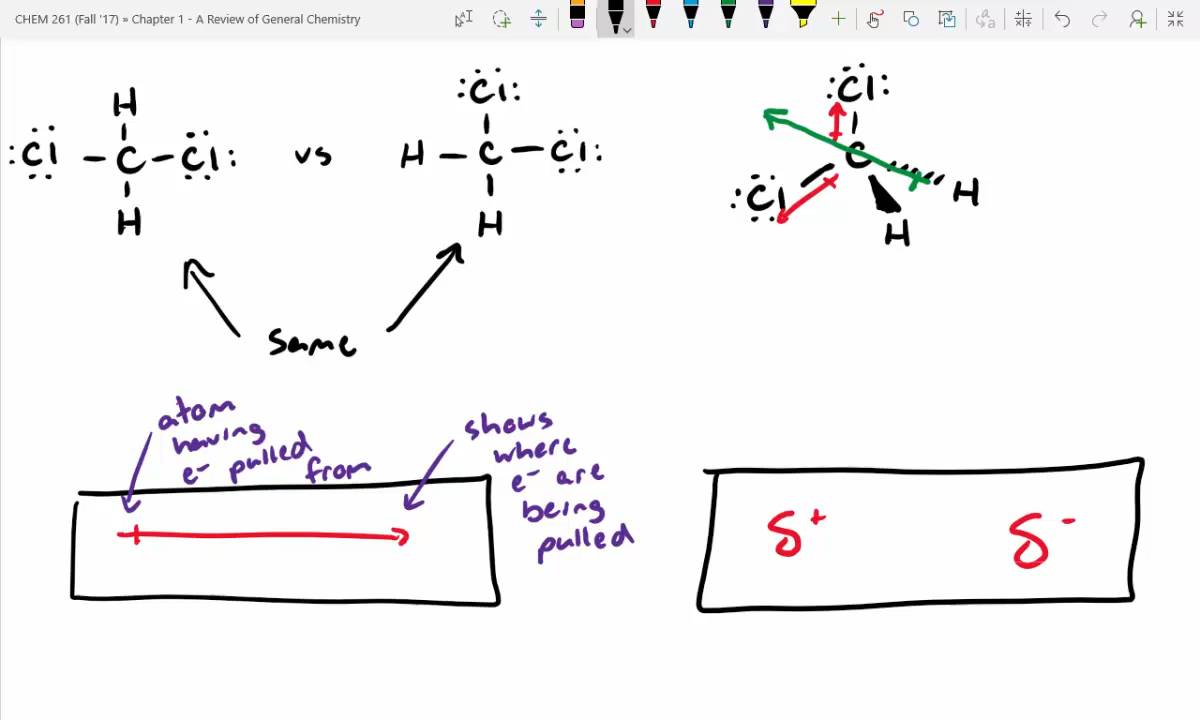 CHEM 261 (Fall '17) » Chapter 1 - A Review of General Chemistry
H
:Cl - C - Cl:
H
vs
:Cl:
H - C - Cl:
H
:Cl:
C
:Cl
H
H
Same
atom
having
e- pulled
from
shows
where
e- are
being
pulled
δ+ δ-